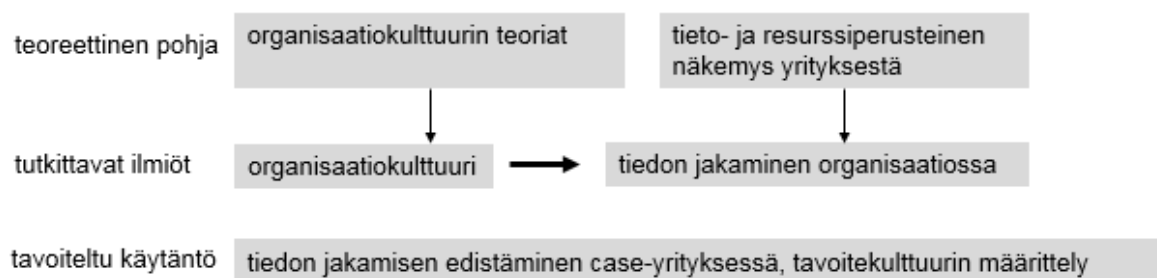 teoreettinen pohja
organisaatiokulttuurin teoriat
tieto- ja resurssiperusteinen
näkemys yrityksestä
tutkittavat ilmiöt
organisaatiokulttuuri
tiedon jakaminen organisaatiossa
tavoiteltu käytäntö
tiedon jakamisen edistäminen case-yrityksessä, tavoitekulttuurin määrittely